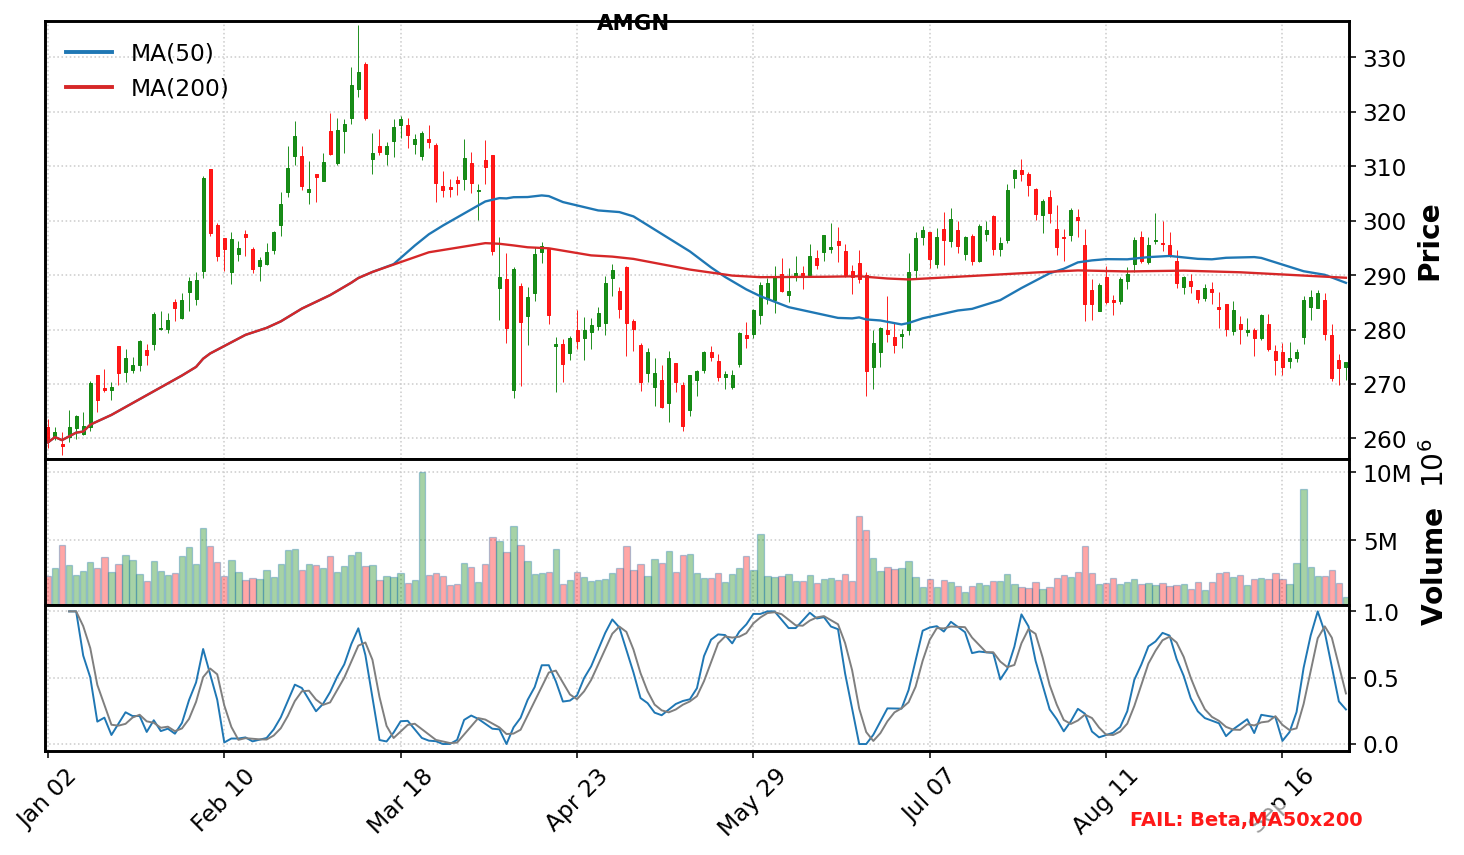 AMGN
MA(50)
MA(200)
330
320
310
300
290
280
270
260
Price
10M
5M
Volume 10^6
1.0
0.5
0.0
Jan 02
Feb 10
Mar 18
Apr 23
May 29
Jul 07
Aug 11
Sep 16
FAIL: Beta,MA50x200